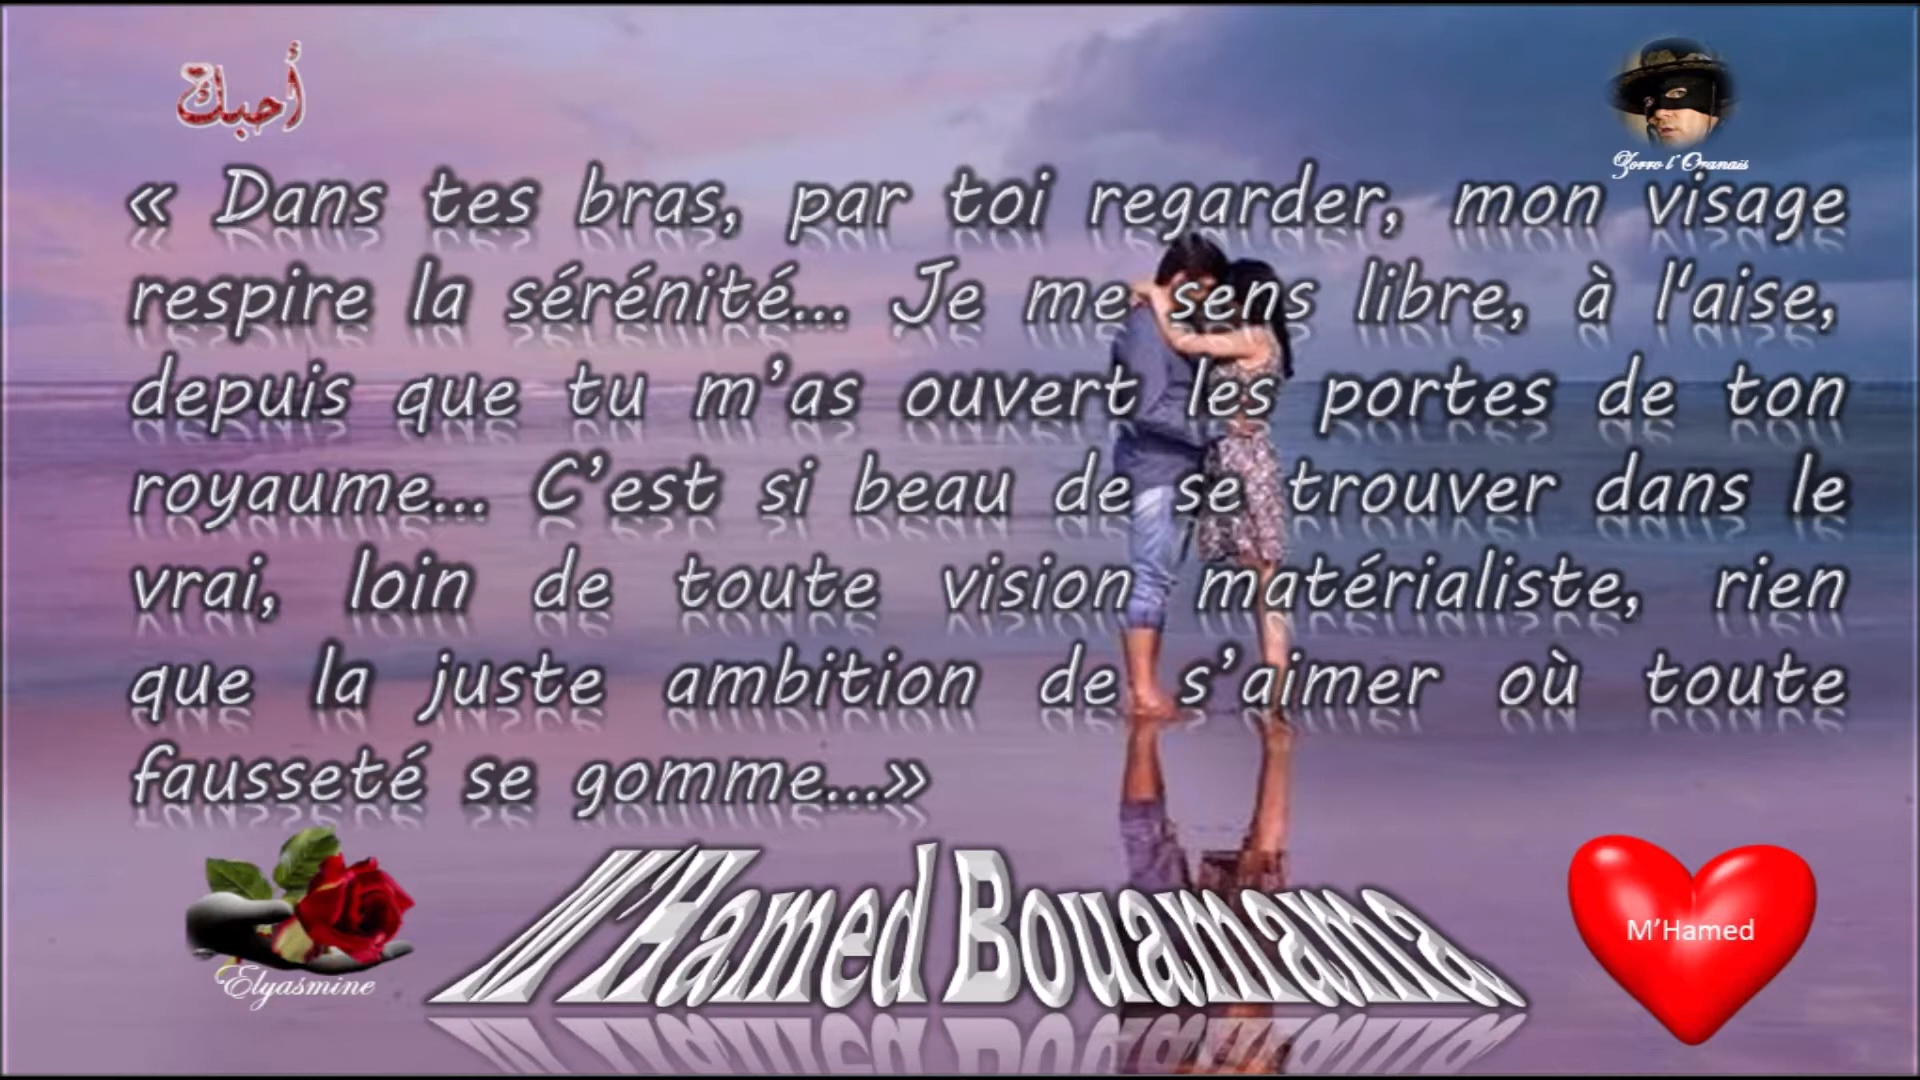 أحبك
Zorro l'Oranais
« Dans tes bras, par toi regarder, mon visage
respire la sérénité... Je me sens libre, à l'aise,
depuis que tu m’as ouvert les portes de ton
royaume... C’est si beau de se trouver dans le
vrai, loin de toute vision matérialiste, rien
que la juste ambition de s’aimer où toute
fausseté se gomme...»
Elyasmine
M'Hamed Bouamama
M’Hamed